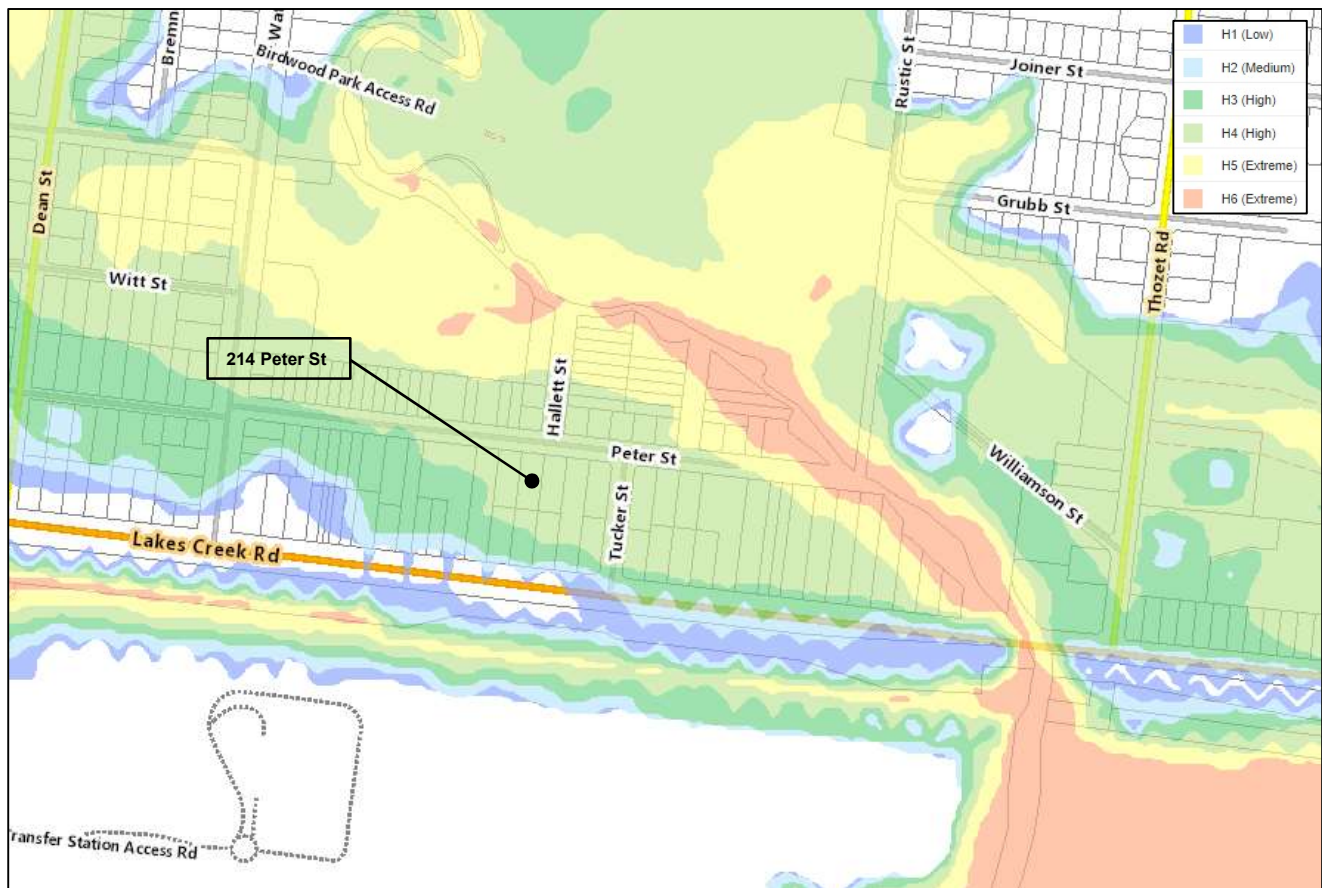 Bremn
Wat
Birdwood Park Access Rd
Rustic St
Joiner St
H1 (Low)
H2 (Medium)
H3 (High)
H4 (High)
H5 (Extreme)
H6 (Extreme)
Dean St
Grubb St
Thozet Rd
Witt St
214 Peter St
Hallett St
Peter St
Tucker St
Williamson St
Lakes Creek Rd
Transfer Station Access Rd